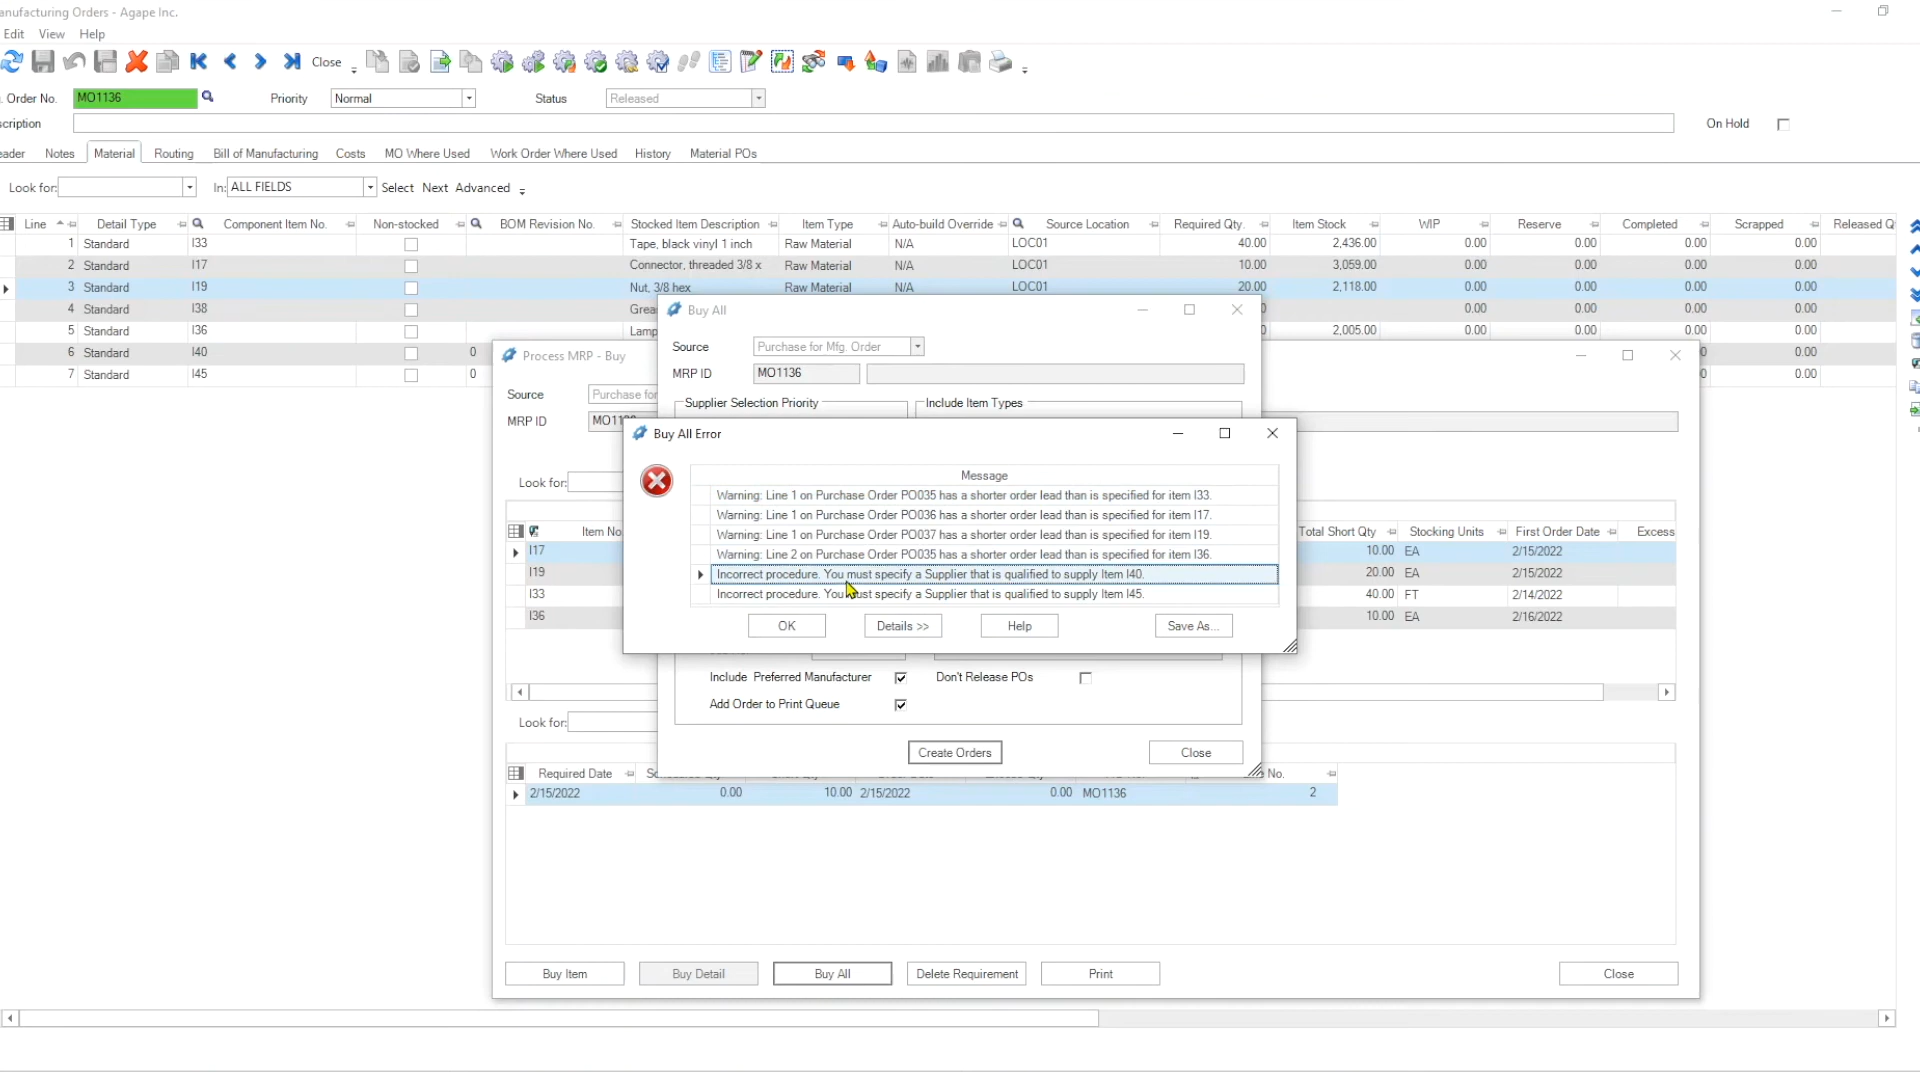 anufacturing Orders - Agape Inc.
Edit View Help
Close
. Order No. MO1136 Priority Normal Status Released
scription On Hold
eader Notes Material Routing Bill of Manufacturing Costs MO Where Used Work Order Where Used History Material POs
Look for: In: ALL FIELDS Select Next Advanced
Line Detail Type Component Item No. Non-stocked BOM Revision No. Stocked Item Description Item Type Auto-build Override Source Location Required Qty. Item Stock WIP Reserve Completed Scrapped Released Q
1 Standard I33 Tape, black vinyl 1 inch Raw Material N/A LOC01 40.00 2,436.00 0.00 0.00 0.00 0.00
2 Standard I17 Connector, threaded 3/8 x Raw Material N/A LOC01 10.00 3,059.00 0.00 0.00 0.00 0.00
3 Standard I19 Nut, 3/8 hex Raw Material N/A LOC01 20.00 2,118.00 0.00 0.00 0.00 0.00
4 Standard I38 Grea 0 0.00 0.00 0.00 0.00
5 Standard I36 Lamp 0 2,005.00 0.00 0.00 0.00 0.00
6 Standard I40 0 0 0.00
7 Standard I45 0 0 0.00
Buy All
Source Purchase for Mfg. Order
MRP ID MO1136
Supplier Selection Priority Include Item Types
Process MRP - Buy
Source Purchase for
MRP ID MO1136
Look for:
Buy All Error
Message
Warning: Line 1 on Purchase Order PO035 has a shorter order lead than is specified for item I33.
Warning: Line 1 on Purchase Order PO036 has a shorter order lead than is specified for item I17.
Warning: Line 1 on Purchase Order PO037 has a shorter order lead than is specified for item I19.
Warning: Line 2 on Purchase Order PO035 has a shorter order lead than is specified for item I36.
Incorrect procedure. You must specify a Supplier that is qualified to supply Item I40.
Incorrect procedure. You must specify a Supplier that is qualified to supply Item I45.
OK Details >> Help Save As...
Item No Total Short Qty Stocking Units First Order Date Excess
I17 10.00 EA 2/15/2022
I19 20.00 EA 2/15/2022
I33 40.00 FT 2/14/2022
I36 10.00 EA 2/16/2022
Include Preferred Manufacturer Don't Release POs
Add Order to Print Queue
Create Orders Close
Look for:
Required Date No.
2/15/2022 0.00 10.00 2/15/2022 0.00 MO1136 2
Buy Item Buy Detail Buy All Delete Requirement Print Close